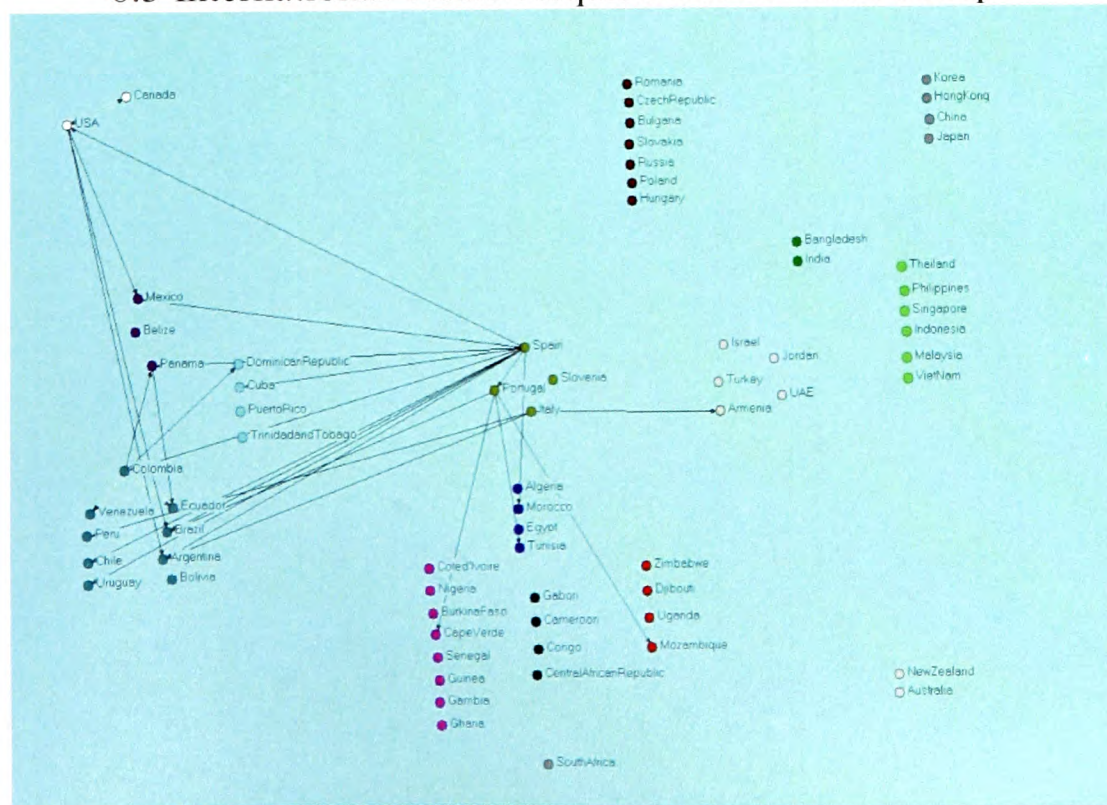 Canada
USA
Romania
CzechRepublic
Bulgaria
Slovakia
Russia
Poland
Hungary
Korea
HongKong
China
Japan
Bangladesh
India
Thailand
Philippines
Singapore
Indonesia
Malaysia
VietNam
Mexico
Belize
Panama
DominicanRepublic
Cuba
PuertoRico
TrinidadandTobago
Spain
Slovenia
Portugal
Italy
Israel
Jordan
Turkey
UAE
Armenia
Colombia
Venezuela
Ecuador
Peru
Brazil
Chile
Argentina
Uruguay
Bolivia
Algeria
Morocco
Egypt
Tunisia
Coted'Ivoire
Nigeria
BurkinaFaso
CapeVerde
Senegal
Guinea
Gambia
Ghana
Gabon
Cameroon
Congo
CentralAfricanRepublic
Zimbabwe
Djibouti
Uganda
Mozambique
NewZealand
Australia
SouthAfrica